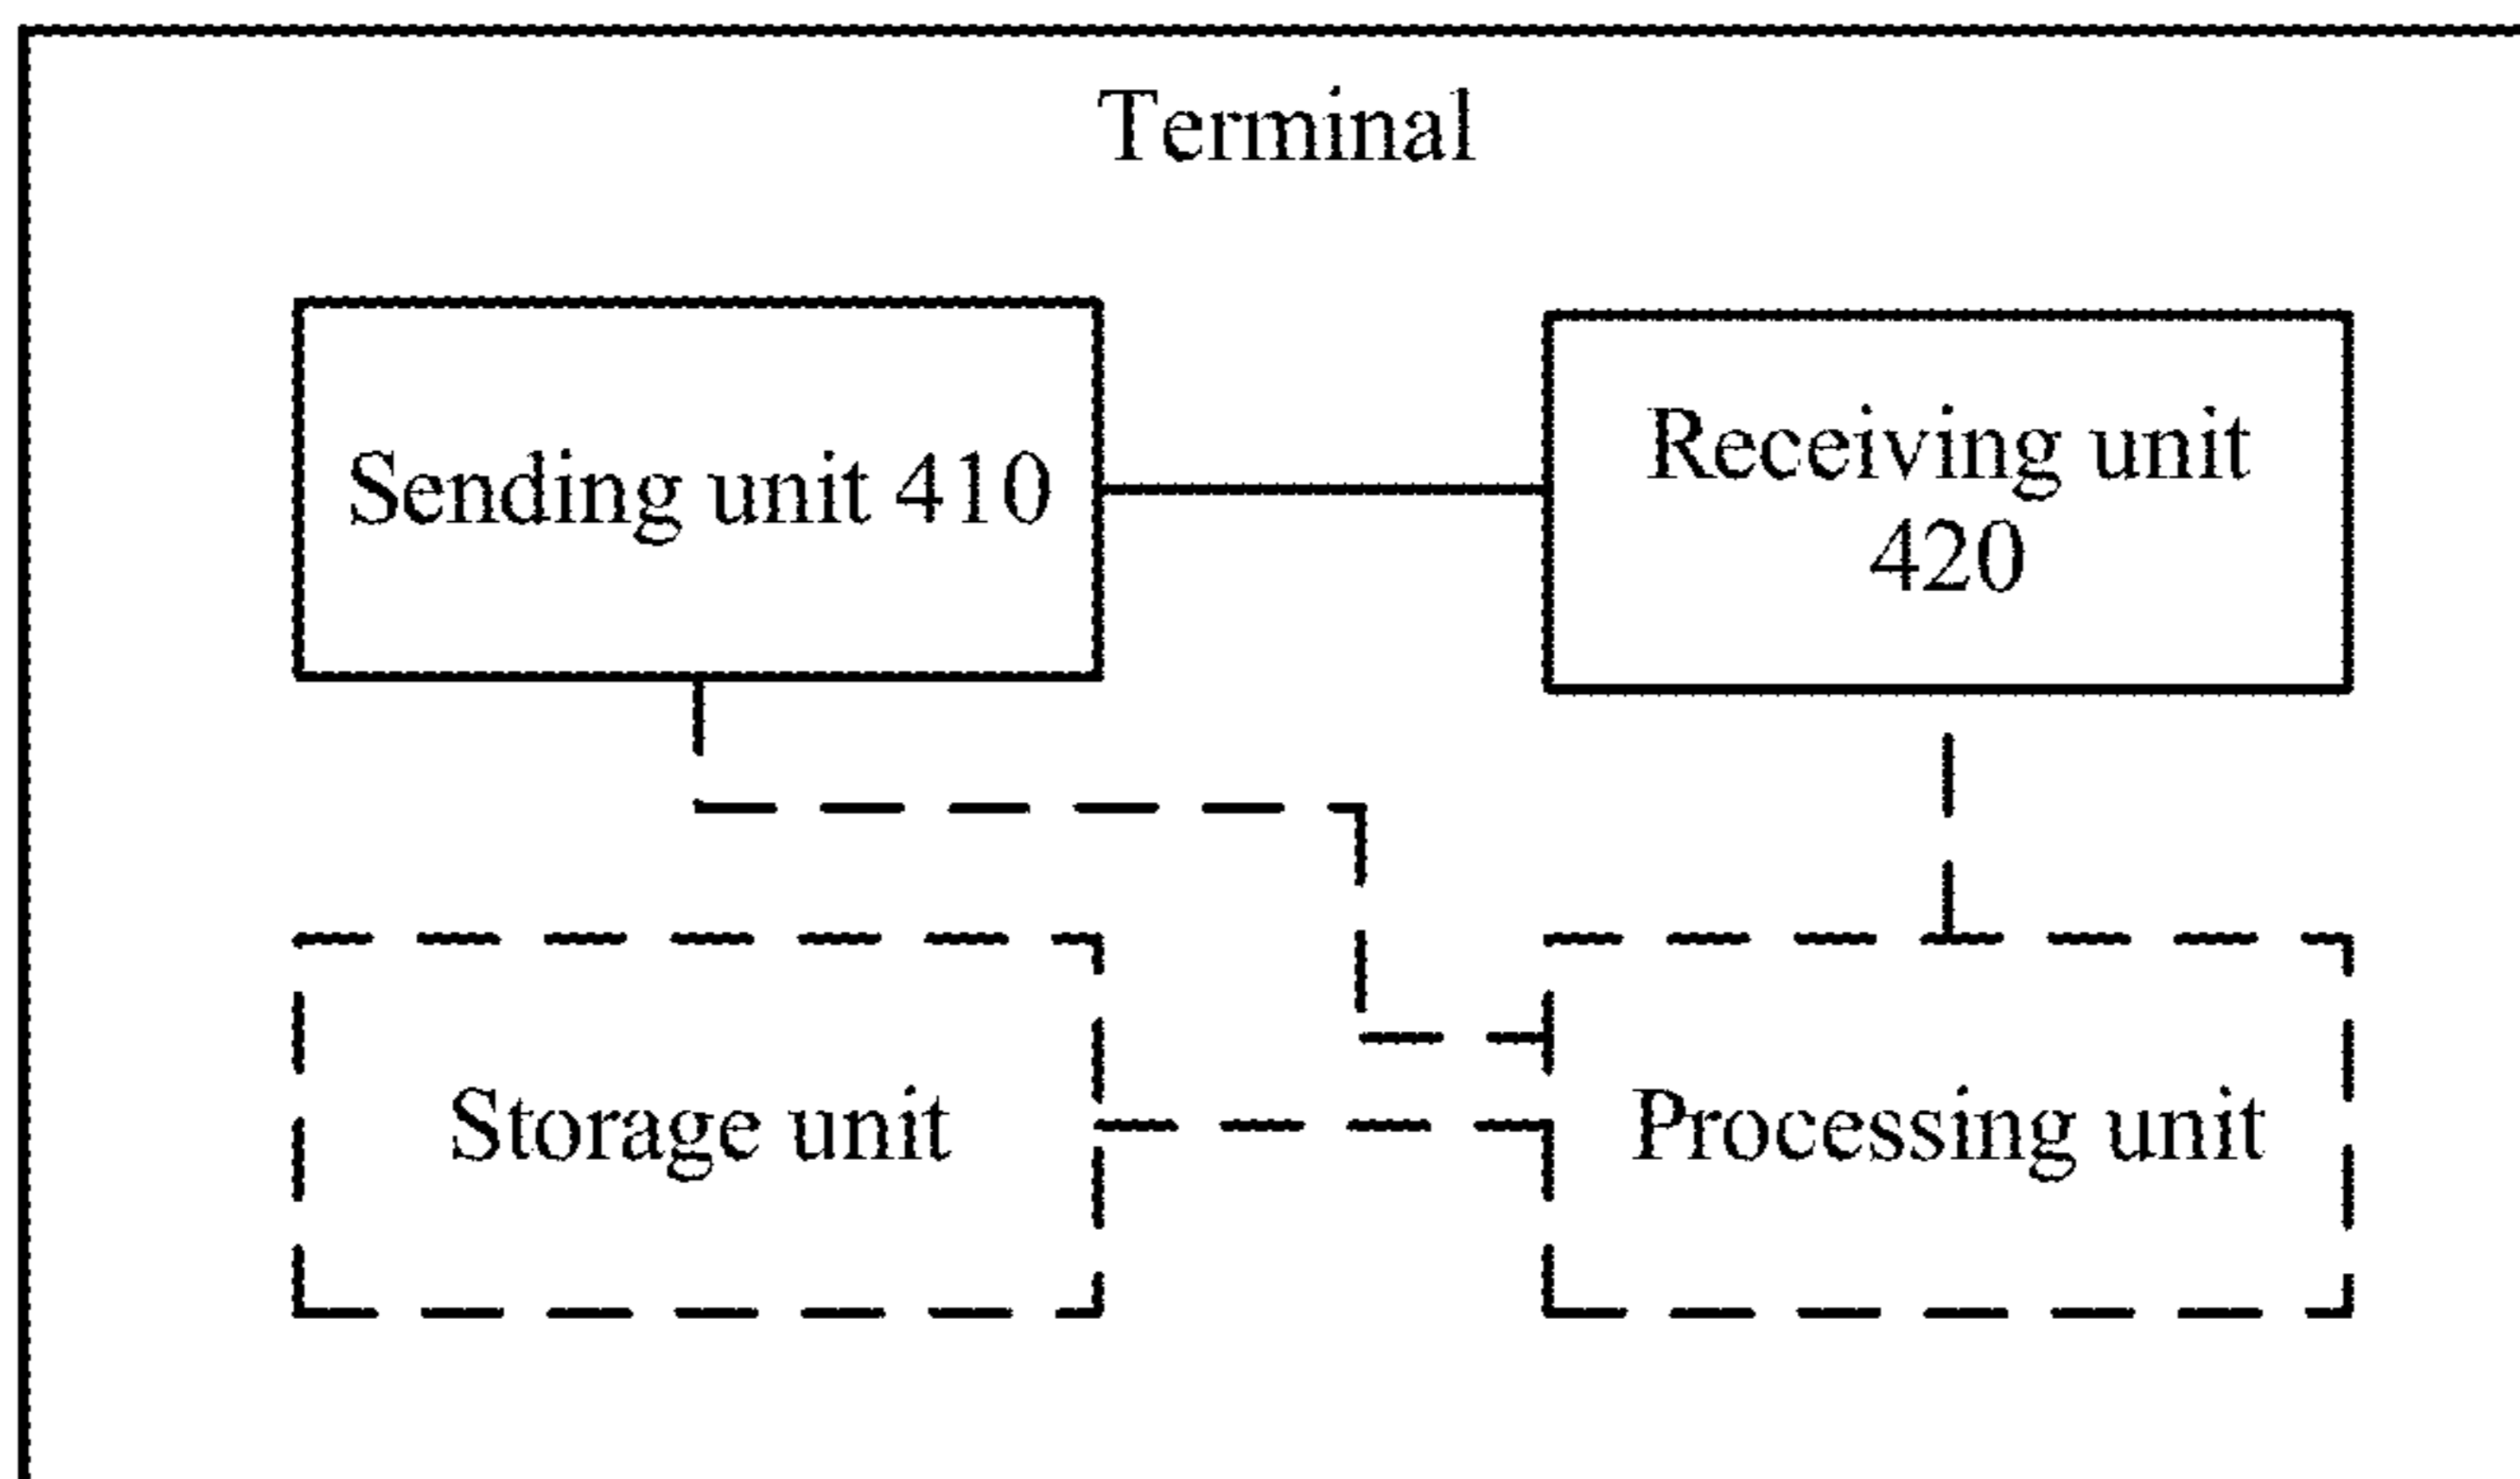 Terminal
Sending unit 410
Receiving unit
420
Storage unit
Processing unit